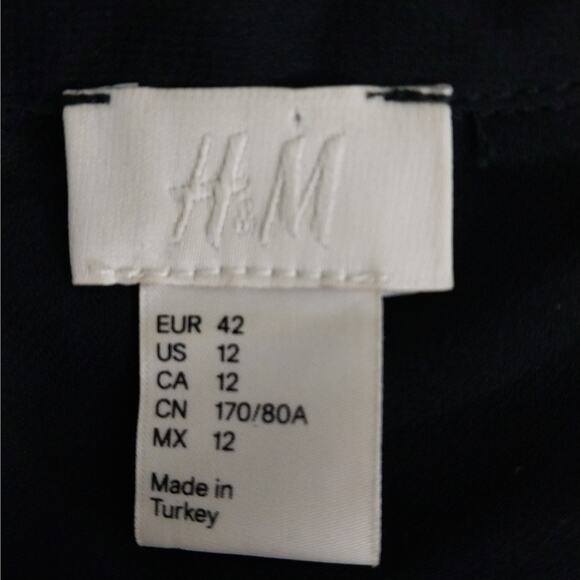 H&M
EUR 42
US 12
CA 12
CN 170/80A
MX 12
Made in
Turkey